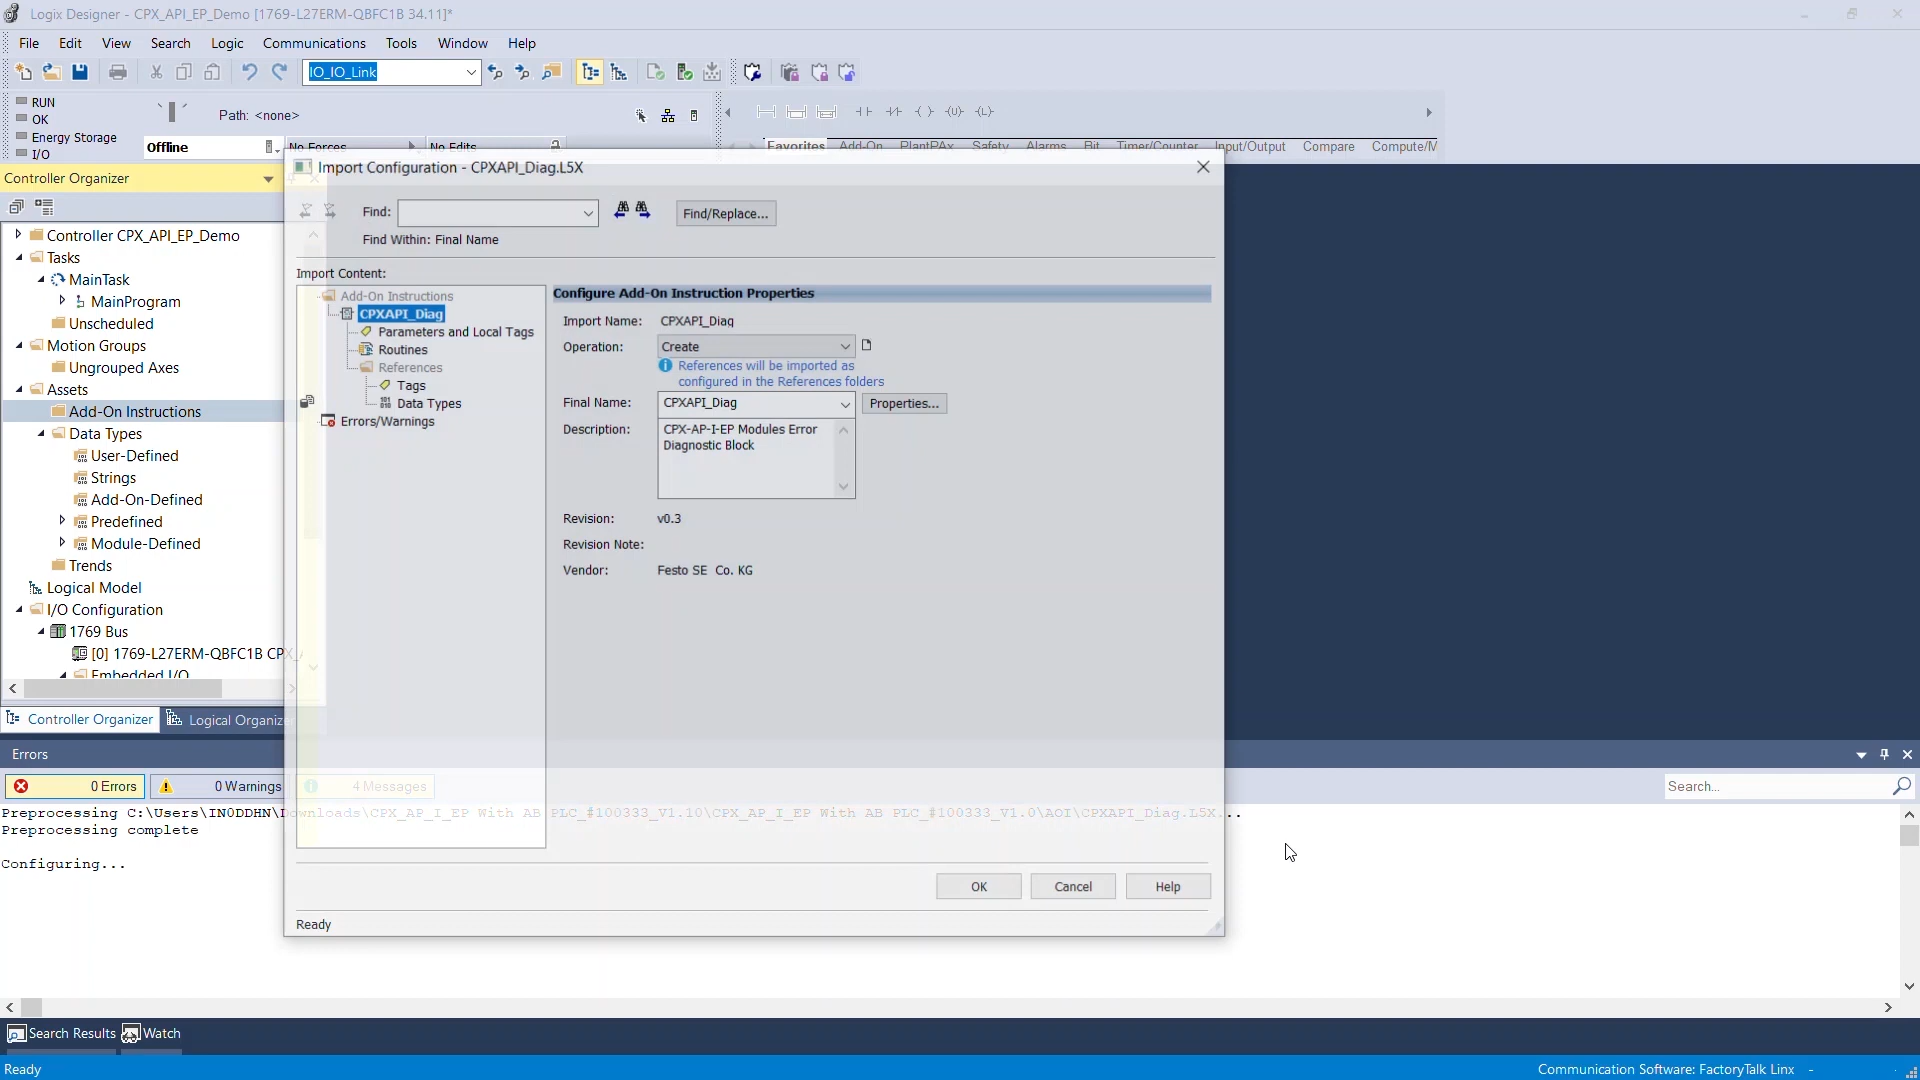 Logix Designer - CPX_API_EP_Demo [1769-L27ERM-QBFC1B 34.11]*
File Edit View Search Logic Communications Tools Window Help
IO_IO_Link
RUN
OK
Energy Storage
I/O
Path: <none>
Offline
No Forces
No Edits
Favorites Add-On PlantPAx Safety Alarms Bit Timer/Counter Input/Output Compare Compute/M
Controller Organizer
Controller CPX_API_EP_Demo
Tasks
MainTask
MainProgram
Unscheduled
Motion Groups
Ungrouped Axes
Assets
Add-On Instructions
Data Types
User-Defined
Strings
Add-On-Defined
Predefined
Module-Defined
Trends
Logical Model
I/O Configuration
1769 Bus
[0] 1769-L27ERM-QBFC1B CPX_A
Embedded I/O
Controller Organizer
Logical Organize
Import Configuration - CPXAPI_Diag.L5X
Find:
Find/Replace...
Find Within: Final Name
Import Content:
Add-On Instructions
CPXAPI_Diag
Parameters and Local Tags
Routines
References
Tags
Data Types
Errors/Warnings
Configure Add-On Instruction Properties
Import Name: CPXAPI_Diag
Operation: Create
References will be imported as
configured in the References folders
Final Name: CPXAPI_Diag Properties...
Description: CPX-AP-I-EP Modules Error
Diagnostic Block
Revision: v0.3
Revision Note:
Vendor: Festo SE Co. KG
OK Cancel Help
Ready
Errors
0 Errors
0 Warnings
4 Messages
Search...
Preprocessing C:\Users\IN0DDHN\Downloads\CPX_AP_I_EP With AB PLC_#100333_V1.10\CPX_AP_I_EP With AB PLC_#100333_V1.0\AOI\CPXAPI_Diag.L5X...
Preprocessing complete
Configuring...
Search Results
Watch
Ready
Communication Software: FactoryTalk Linx -